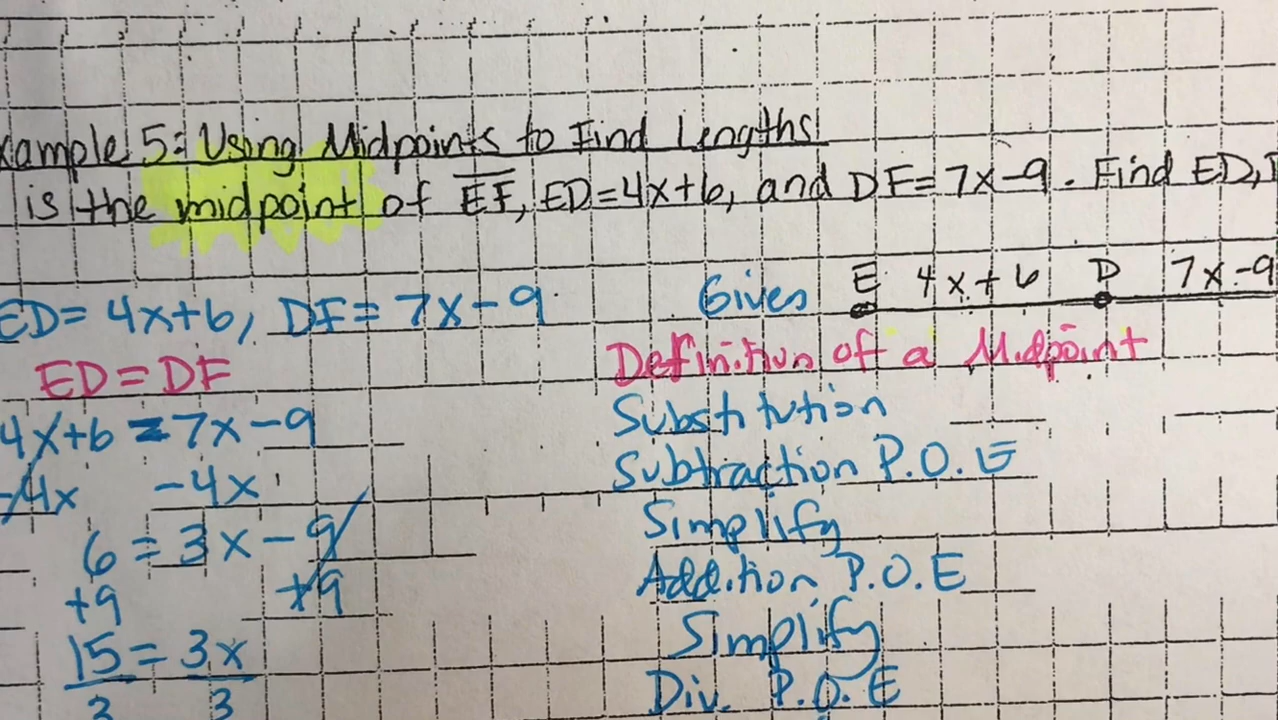 xample 5: Using Midpoints to Find Lengths
is the midpoint of EF, ED=4x+6, and DF=7x-9. Find ED,
E 4x+6 D 7x-9
ED=4x+6, DF=7x-9 Given
ED=DF Definition of a Midpoint
4x+6=7x-9 Substitution
-4x -4x Subtraction P.O.E
6=3x-9 Simplify
+9 +9 Addition P.O.E
15=3x Simplify
3 3 Div. P.O.E